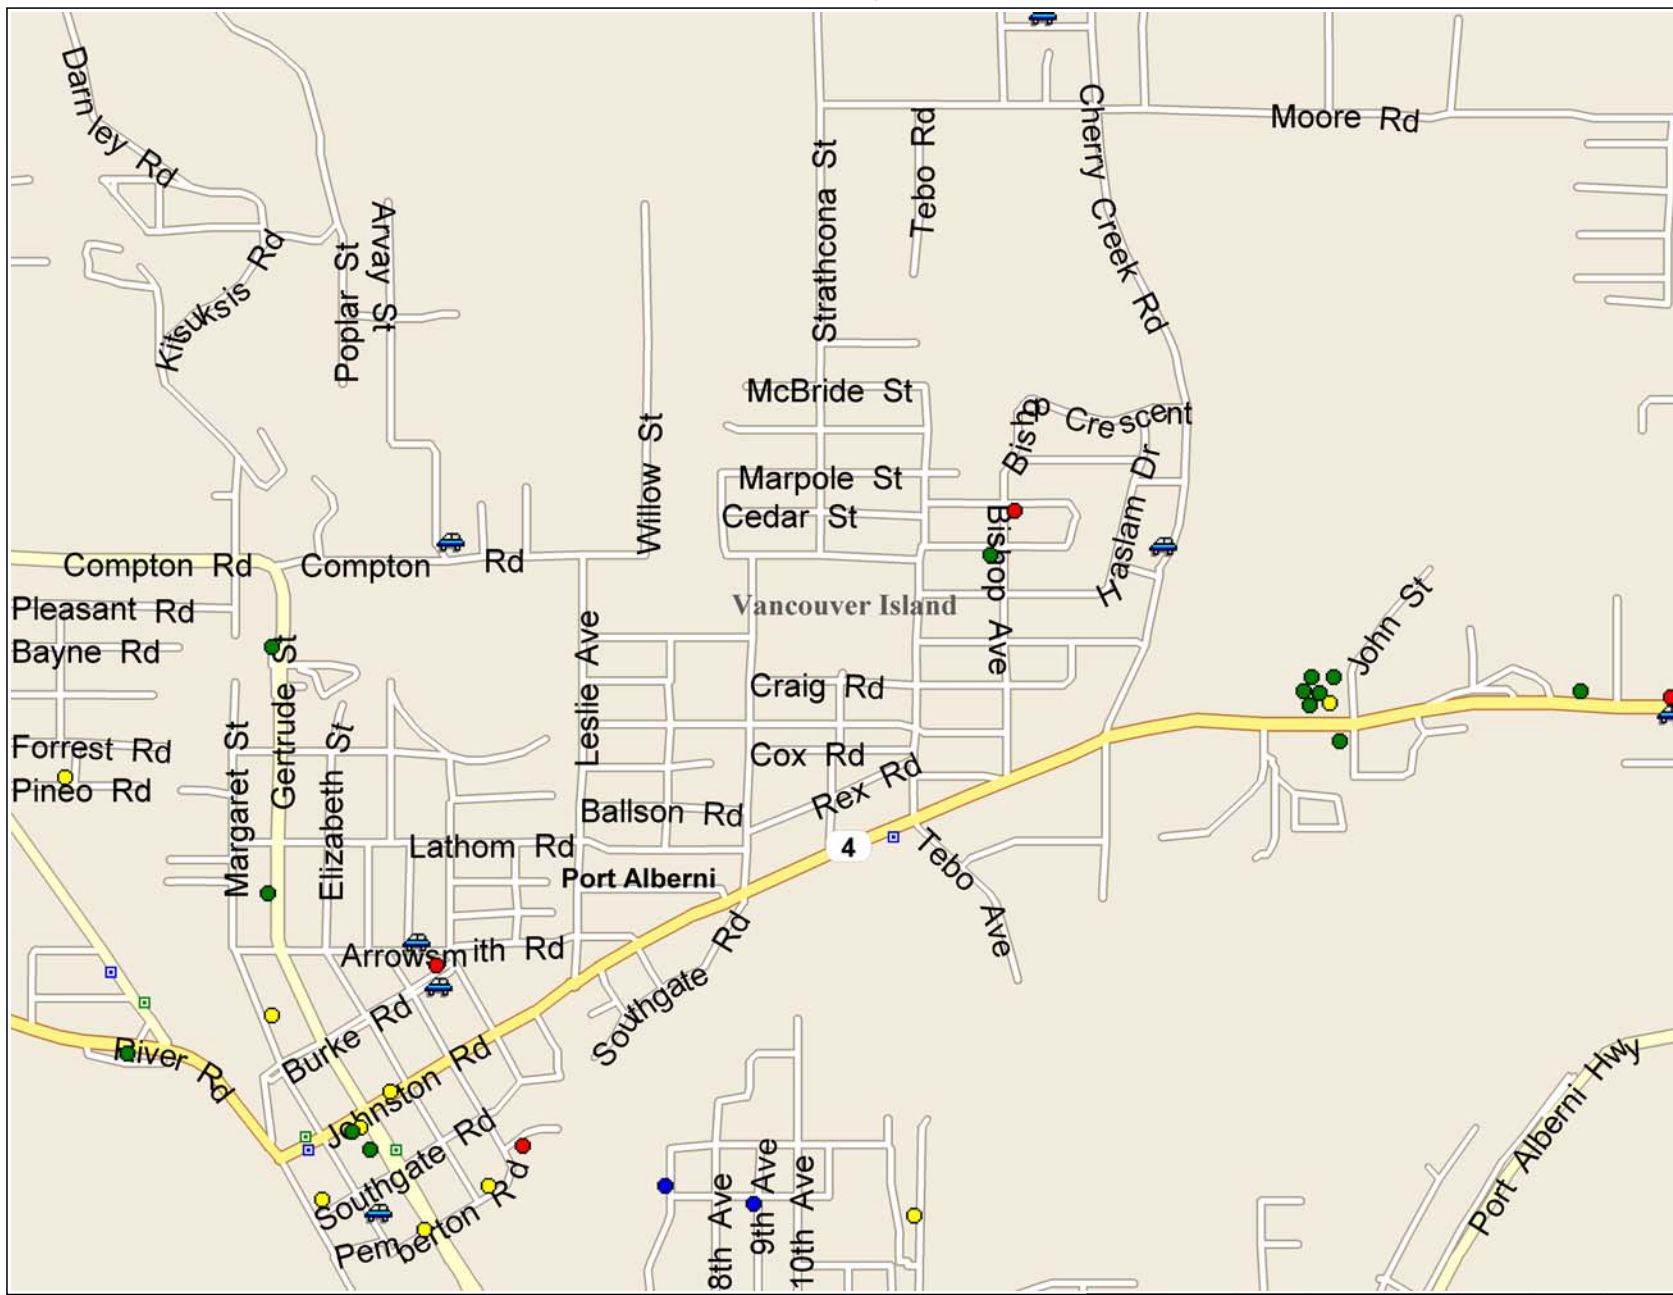 Darnley Rd
Moore Rd
Cherry Creek Rd
Tebo Rd
Strathcona St
Arvay St
Poplar St
Kitsuksis Rd
McBride St
Bishop Crescent
Willow St
Marpole St
Cedar St
Haslam Dr
Bishop Ave
Compton Rd
Compton Rd
Pleasant Rd
Vancouver Island
John St
Bayne Rd
Gertrude St
Leslie Ave
Craig Rd
Forrest Rd
Margaret St
Elizabeth St
Cox Rd
Pineo Rd
Rex Rd
Ballson Rd
Lathom Rd
4
Port Alberni
Tebo Ave
Arrowsmith Rd
Southgate Rd
River Rd
Burke Rd
Johnston Rd
Port Alberni Hwy
Southgate Rd
Pemberton Rd
8th Ave
9th Ave
10th Ave